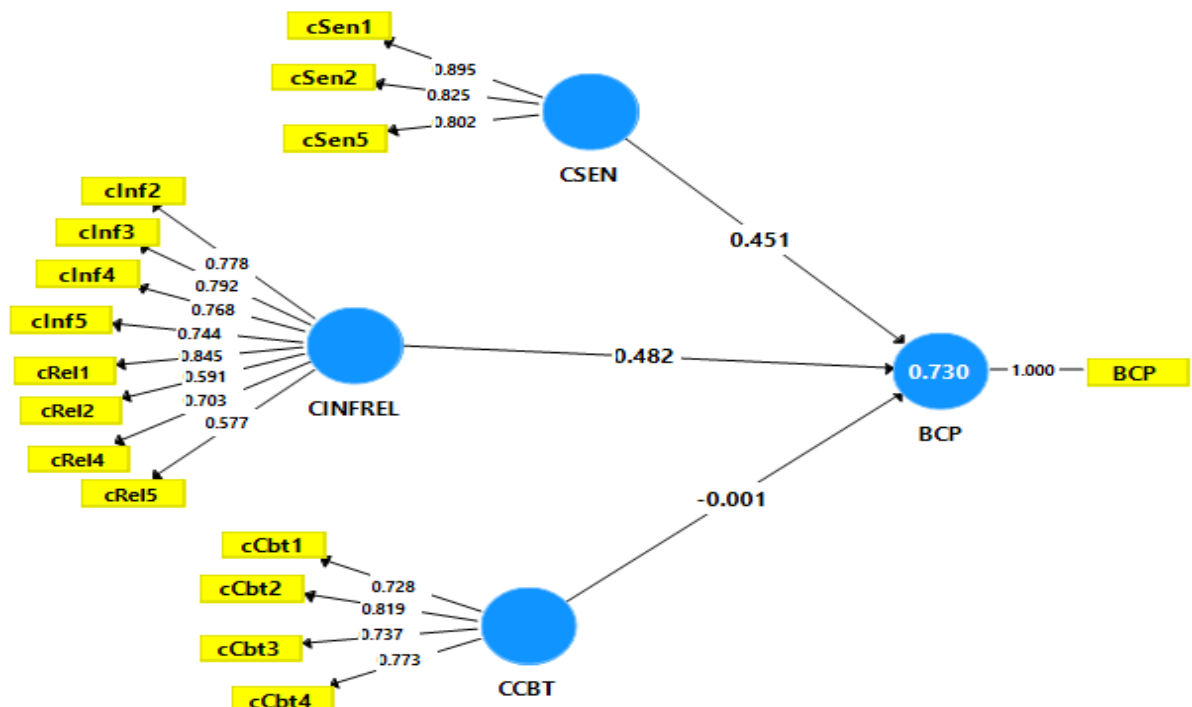 cSen1
0.895
cSen2
0.825
cSen5
0.802
CSEN
0.451
cInf2
0.778
cInf3
0.792
cInf4
0.768
cInf5
0.744
cRel1
0.845
cRel2
0.591
cRel4
0.703
cRel5
0.577
CINFREL
0.482
0.730
1.000
BCP
BCP
-0.001
cCbt1
0.728
cCbt2
0.819
cCbt3
0.737
cCbt4
0.773
CCBT